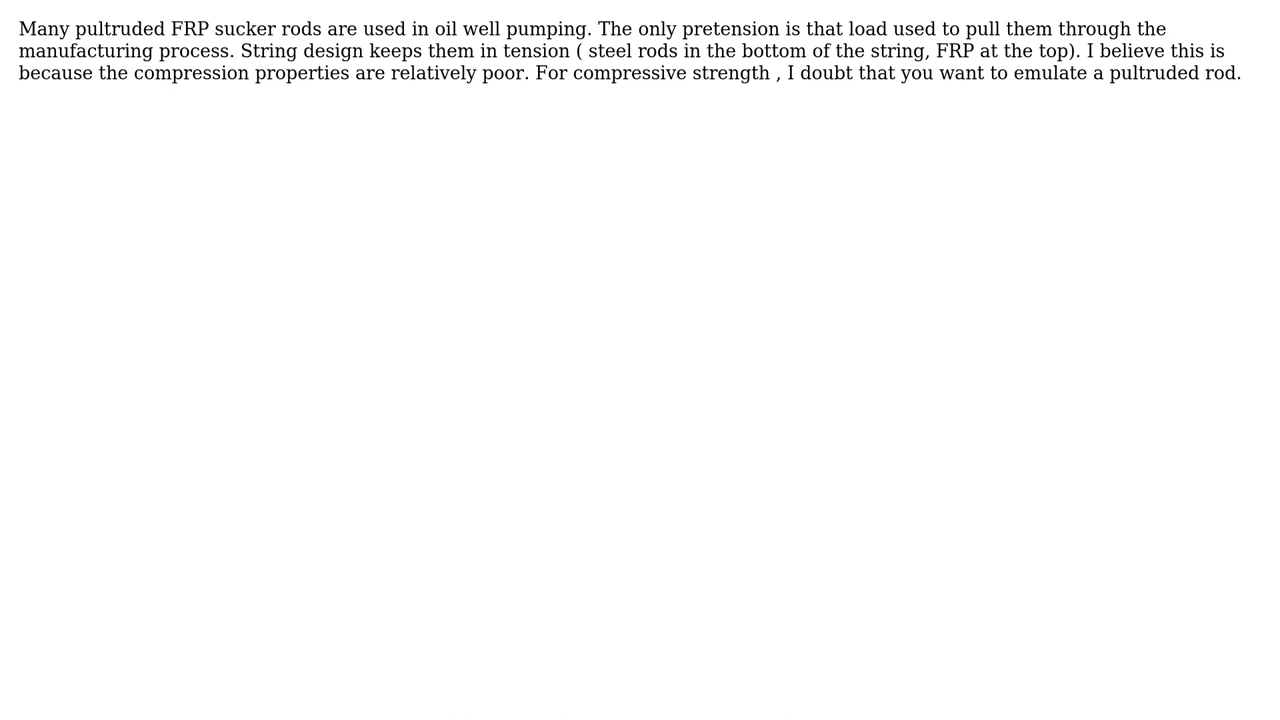 Many pultruded FRP sucker rods are used in oil well pumping. The only pretension is that load used to pull them through the
manufacturing process. String design keeps them in tension ( steel rods in the bottom of the string, FRP at the top). I believe this is
because the compression properties are relatively poor. For compressive strength , I doubt that you want to emulate a pultruded rod.